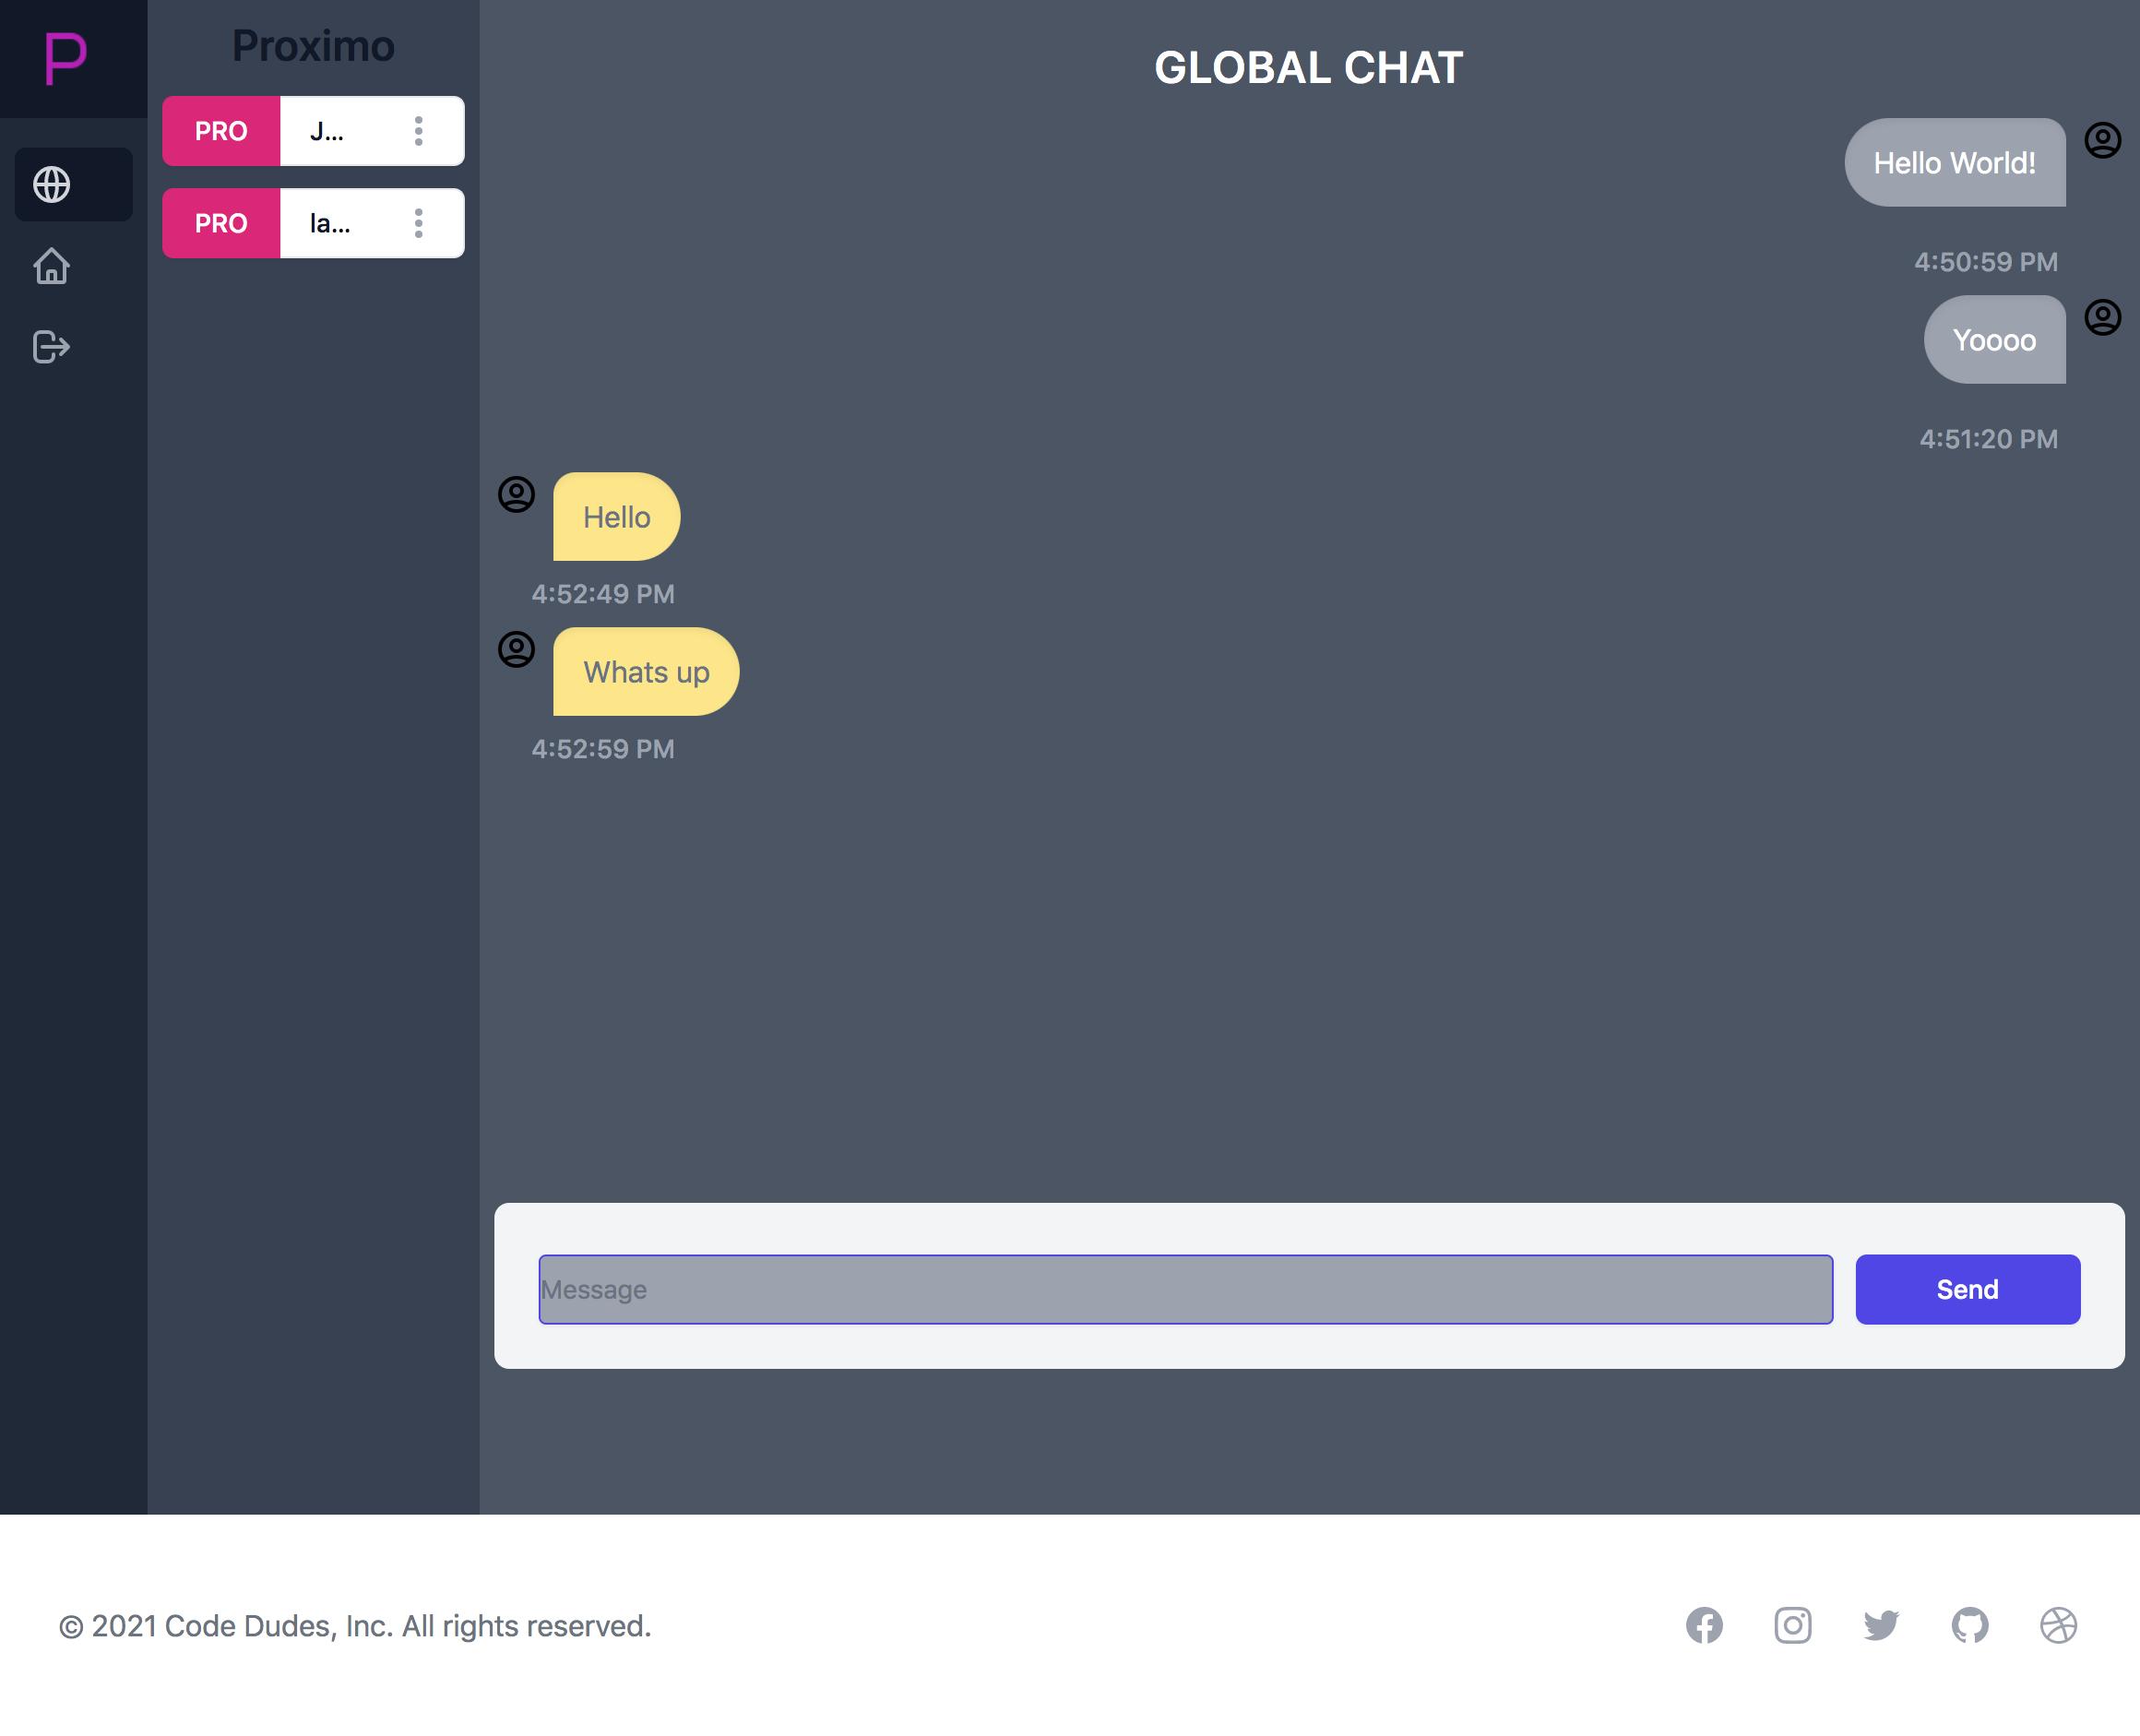 P
Proximo
PRO J...
PRO la...
GLOBAL CHAT
Hello World!
4:50:59 PM
Yoooo
4:51:20 PM
Hello
4:52:49 PM
Whats up
4:52:59 PM
Message
Send
© 2021 Code Dudes, Inc. All rights reserved.